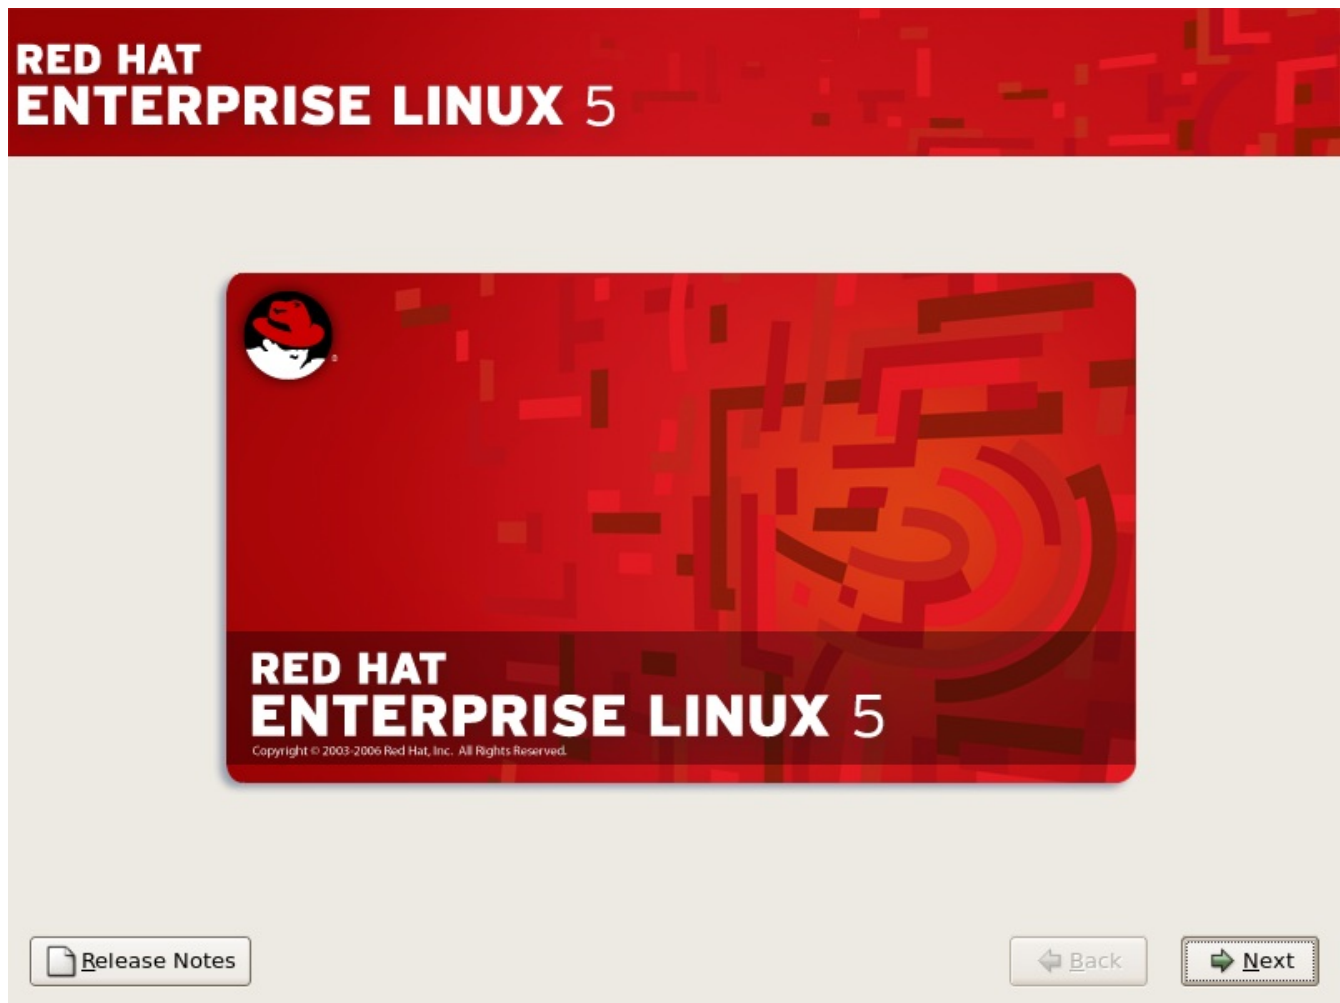 RED HAT
ENTERPRISE LINUX 5
RED HAT
ENTERPRISE LINUX 5
Copyright © 2003-2006 Red Hat, Inc. All Rights Reserved.
Release Notes
Back
Next